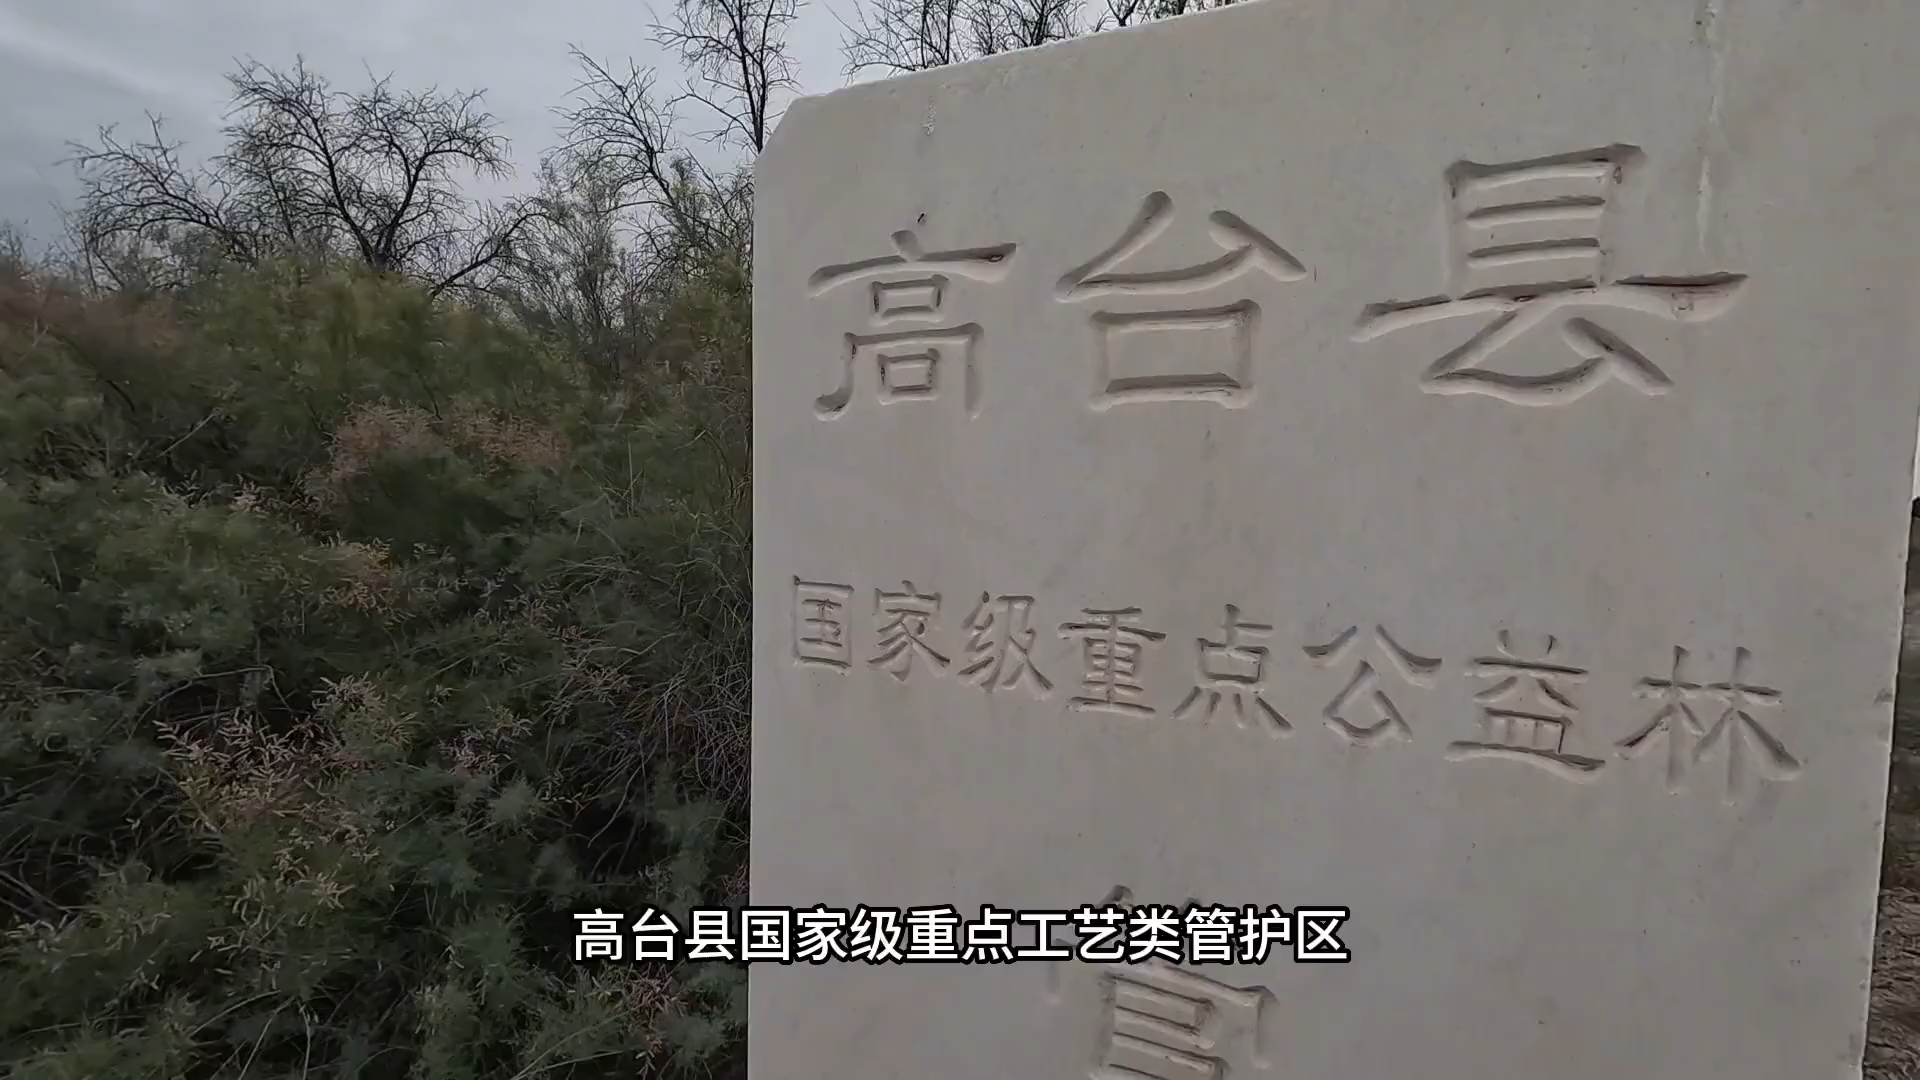 高台县
国家级重点公益林
管
高台县国家级重点工艺类管护区